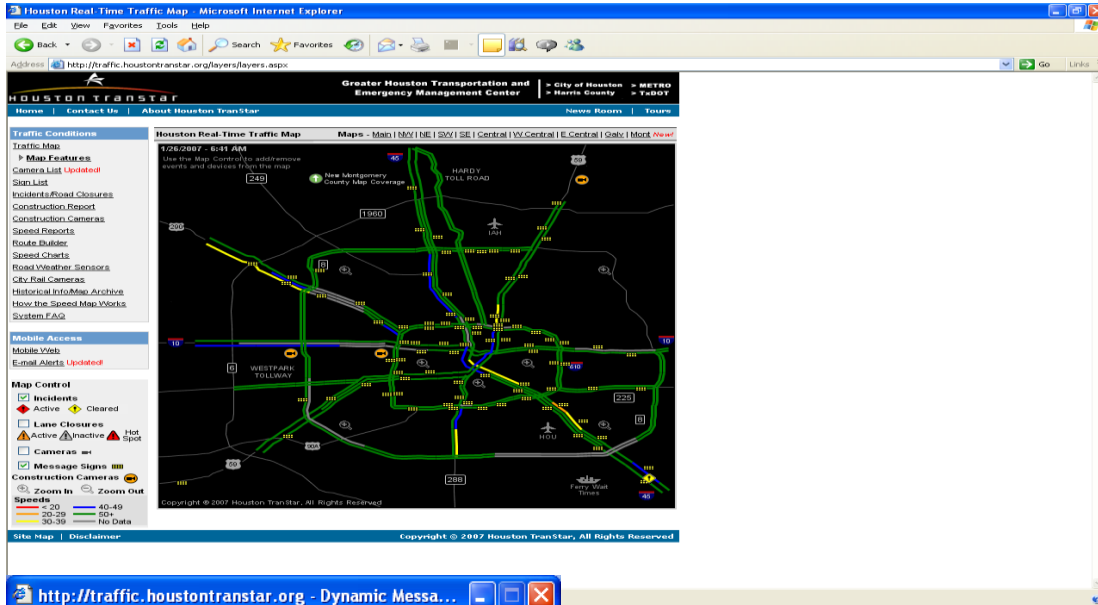 Houston Real-Time Traffic Map - Microsoft Internet Explorer
File Edit View Favorites Tools Help
Back Search Favorites
Address http://traffic.houstontranstar.org/layers/layers.aspx Go Links
HOUSTON TRANSTAR
Greater Houston Transportation and
Emergency Management Center
> City of Houston > METRO
> Harris County > TxDOT
Home | Contact Us | About Houston TranStar News Room | Tours
Traffic Conditions
Traffic Map
Map Features
Camera List Updated!
Sign List
Incidents/Road Closures
Construction Report
Construction Cameras
Speed Reports
Route Builder
Speed Charts
Road Weather Sensors
City Rail Cameras
Historical Info/Map Archive
How the Speed Map Works
System FAQ
Mobile Access
Mobile Web
E-mail Alerts Updated!
Map Control
Incidents
Active Cleared
Lane Closures
Active Inactive Hot Spot
Cameras
Message Signs
Construction Cameras
Zoom In Zoom Out
Speeds
< 20 40-49
20-29 50+
30-39 No Data
Houston Real-Time Traffic Map Maps - Main | NW | NE | SW | SE | Central | W Central | E Central | Galv | Mont New!
1/26/2007 - 6:41 AM
Use the Map Control to add/remove
events and devices from the map
45
59
249
New Montgomery
County Map Coverage
HARDY
TOLL ROAD
1960
290
IAH
8
10
10
6
WESTPARK
TOLLWAY
610
225
8
HOU
90A
59
288
Ferry Wait
Times
45
Copyright © 2007 Houston TranStar, All Rights Reserved
Site Map | Disclaimer Copyright © 2007 Houston TranStar, All Rights Reserved
http://traffic.houstontranstar.org - Dynamic Messa...